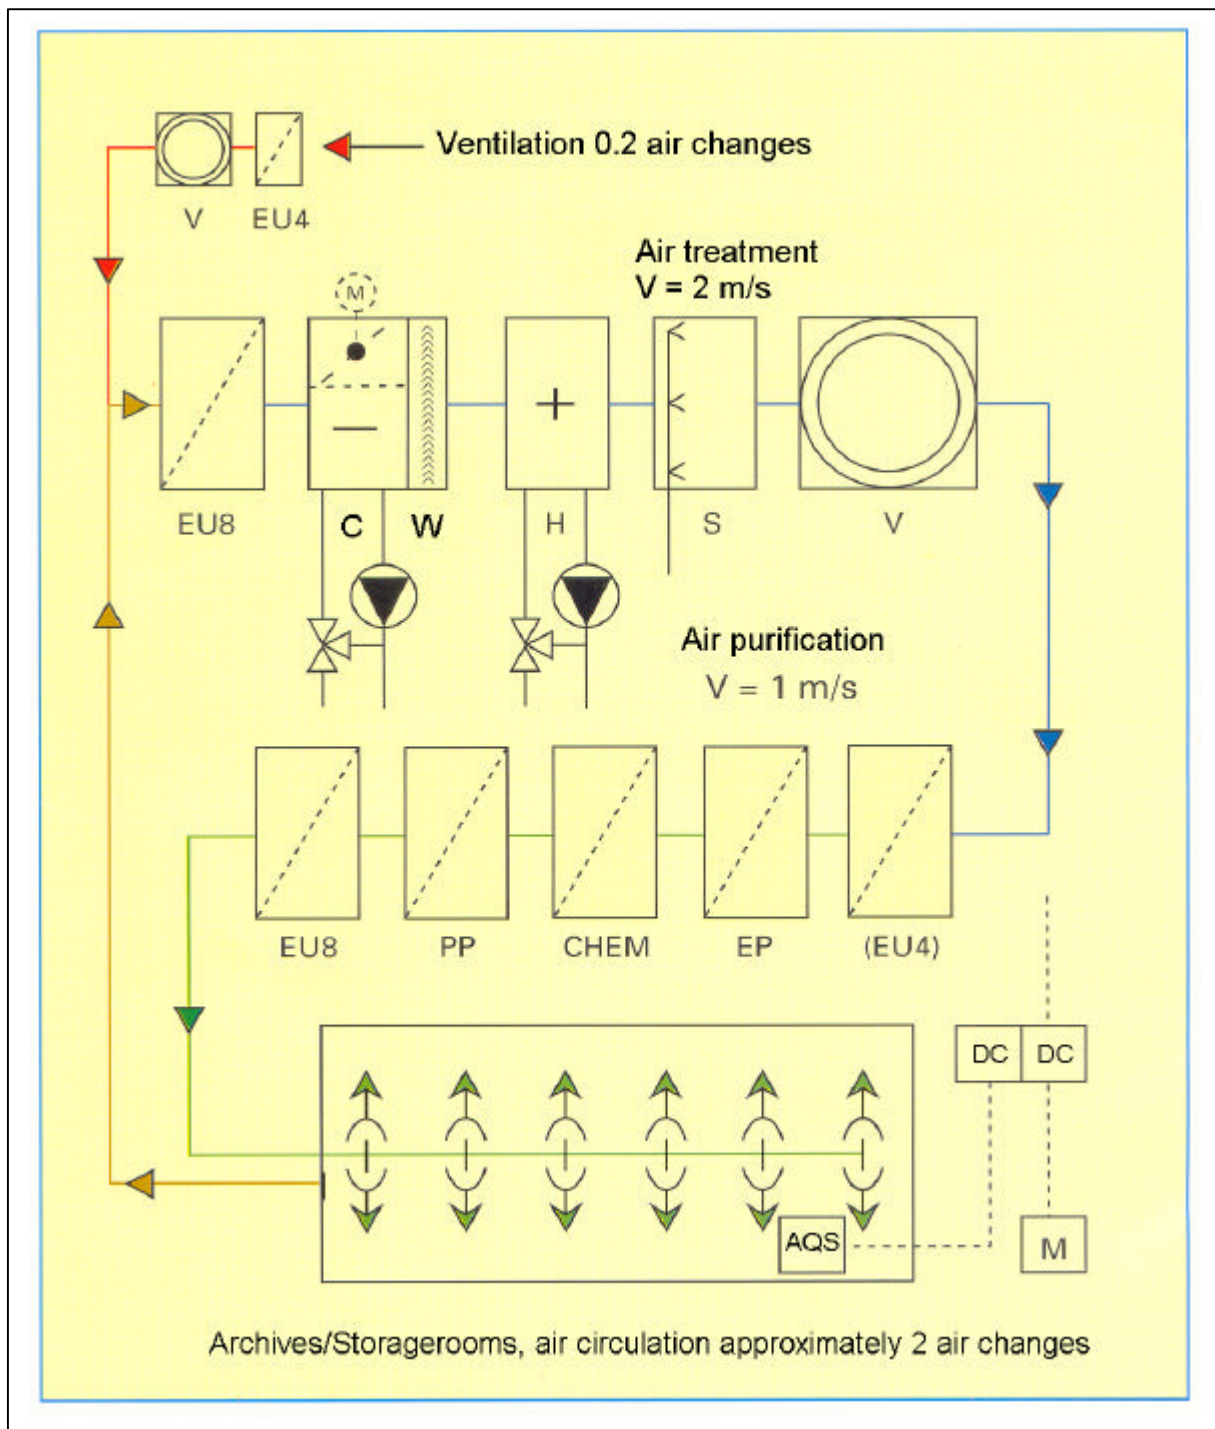 Ventilation 0.2 air changes
V EU4
Air treatment
V = 2 m/s
M
EU8 C W H S V
Air purification
V = 1 m/s
EU8 PP CHEM EP (EU4)
DC DC
AQS M
Archives/Storagerooms, air circulation approximately 2 air changes